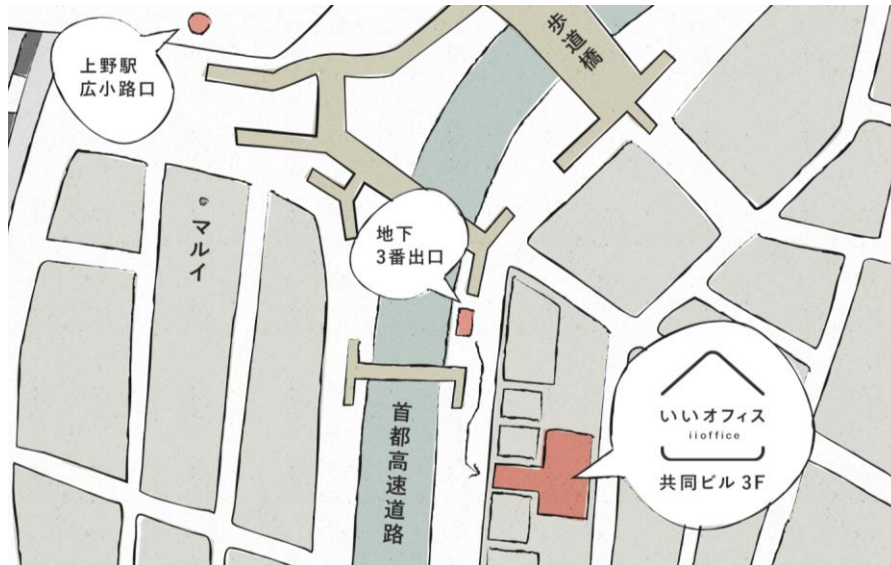 上野駅
広小路口
歩道橋
マルイ
地下
3番出口
首都高速道路
いいオフィス
iioffice
共同ビル 3F